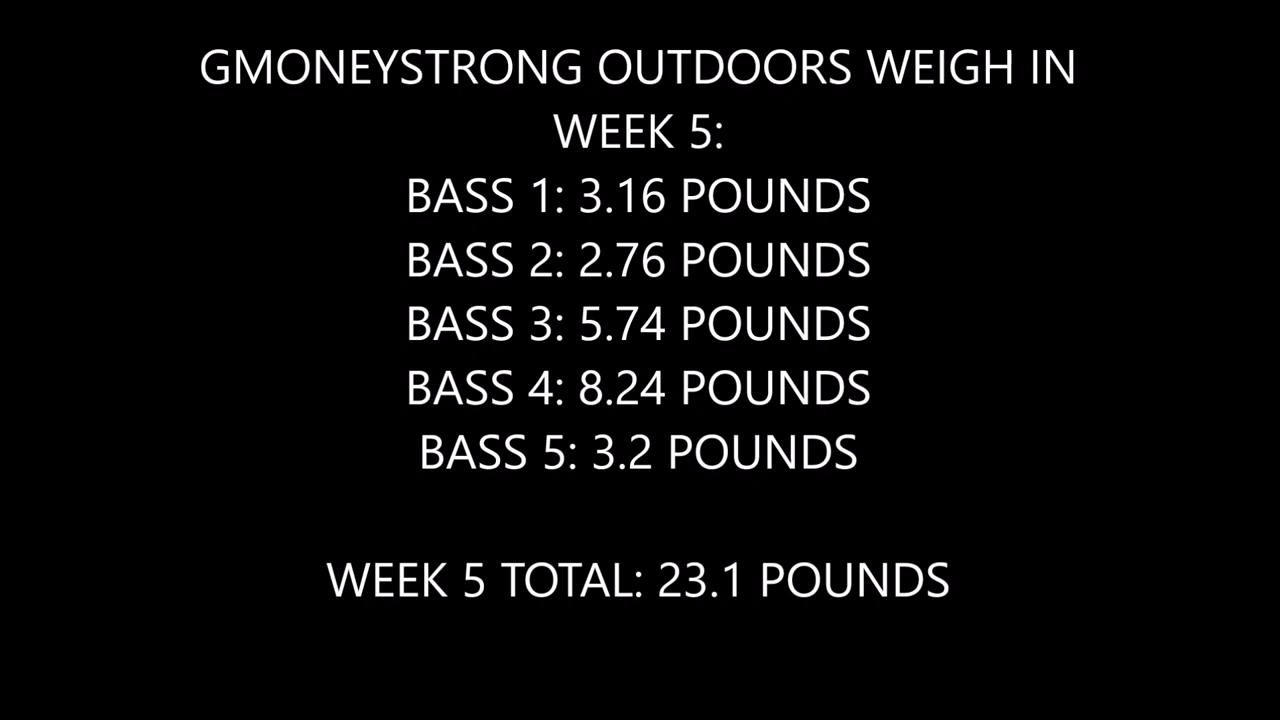 GMONEYSTRONG OUTDOORS WEIGH IN
WEEK 5:
BASS 1: 3.16 POUNDS
BASS 2: 2.76 POUNDS
BASS 3: 5.74 POUNDS
BASS 4: 8.24 POUNDS
BASS 5: 3.2 POUNDS
WEEK 5 TOTAL: 23.1 POUNDS